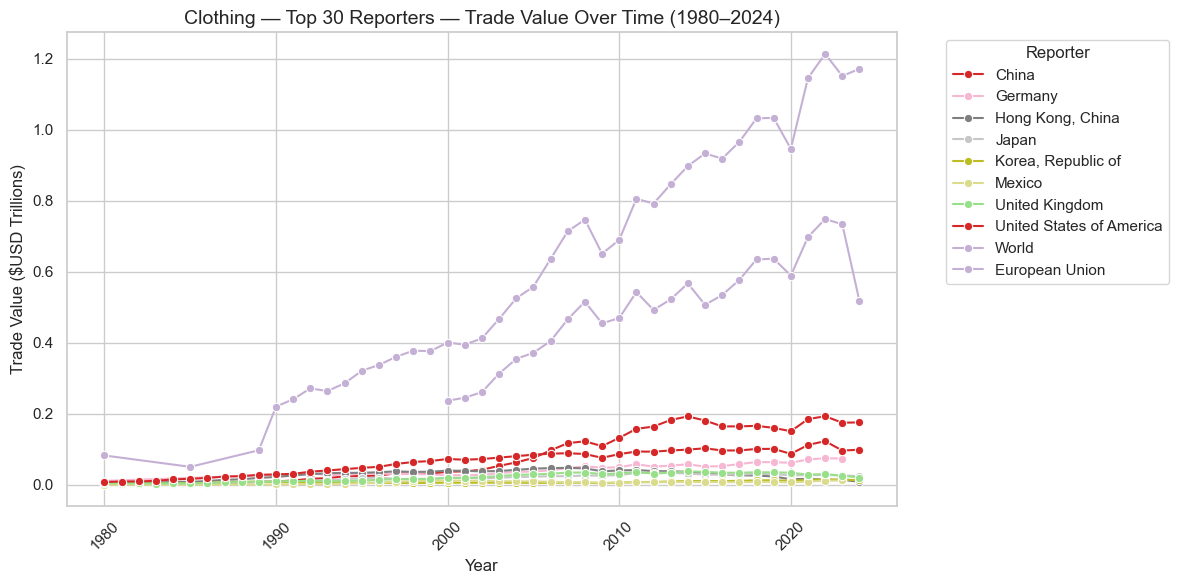 Clothing — Top 30 Reporters — Trade Value Over Time (1980–2024)
Trade Value ($USD Trillions)
1.2
1.0
0.8
0.6
0.4
0.2
0.0
1980
1990
2000
2010
2020
Year
Reporter
China
Germany
Hong Kong, China
Japan
Korea, Republic of
Mexico
United Kingdom
United States of America
World
European Union